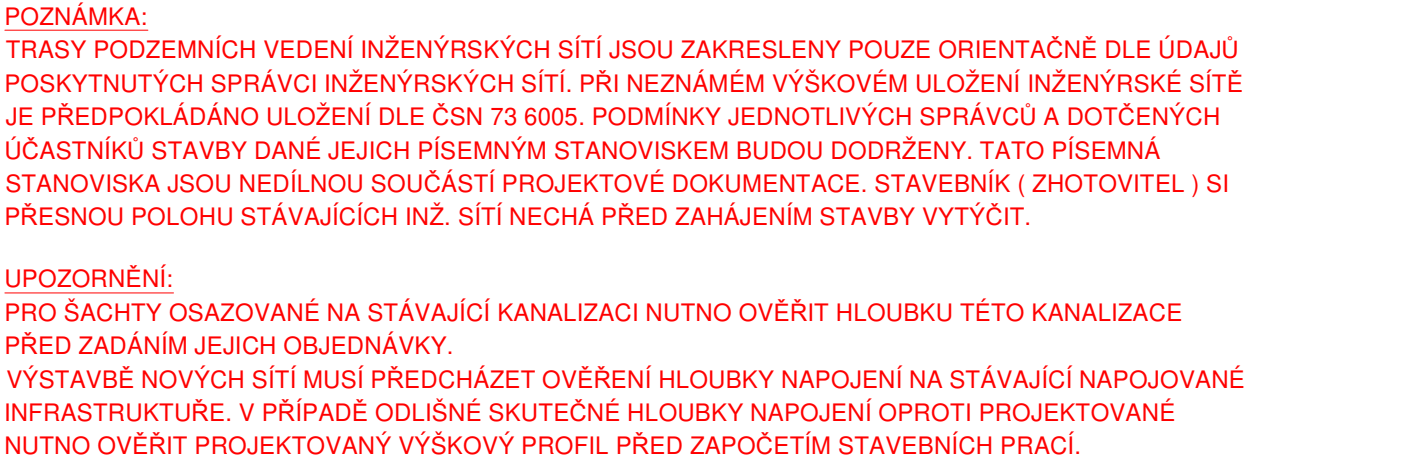 POZNÁMKA:
TRASY PODZEMNÍCH VEDENÍ INŽENÝRSKÝCH SÍTÍ JSOU ZAKRESLENY POUZE ORIENTAČNĚ DLE ÚDAJŮ
POSKYTNUTÝCH SPRÁVCI INŽENÝRSKÝCH SÍTÍ. PŘI NEZNÁMÉM VÝŠKOVÉM ULOŽENÍ INŽENÝRSKÉ SÍTĚ
JE PŘEDPOKLÁDÁNO ULOŽENÍ DLE ČSN 73 6005. PODMÍNKY JEDNOTLIVÝCH SPRÁVCŮ A DOTČENÝCH
ÚČASTNÍKŮ STAVBY DANÉ JEJICH PÍSEMNÝM STANOVISKEM BUDOU DODRŽENY. TATO PÍSEMNÁ
STANOVISKA JSOU NEDÍLNOU SOUČÁSTÍ PROJEKTOVÉ DOKUMENTACE. STAVEBNÍK ( ZHOTOVITEL ) SI
PŘESNOU POLOHU STÁVAJÍCÍCH INŽ. SÍTÍ NECHÁ PŘED ZAHÁJENÍM STAVBY VYTÝČIT.
UPOZORNĚNÍ:
PRO ŠACHTY OSAZOVANÉ NA STÁVAJÍCÍ KANALIZACI NUTNO OVĚŘIT HLOUBKU TÉTO KANALIZACE
PŘED ZADÁNÍM JEJICH OBJEDNÁVKY.
VÝSTAVBĚ NOVÝCH SÍTÍ MUSÍ PŘEDCHÁZET OVĚŘENÍ HLOUBKY NAPOJENÍ NA STÁVAJÍCÍ NAPOJOVANÉ
INFRASTRUKTUŘE. V PŘÍPADĚ ODLIŠNÉ SKUTEČNÉ HLOUBKY NAPOJENÍ OPROTI PROJEKTOVANÉ
NUTNO OVĚŘIT PROJEKTOVANÝ VÝŠKOVÝ PROFIL PŘED ZAPOČETÍM STAVEBNÍCH PRACÍ.